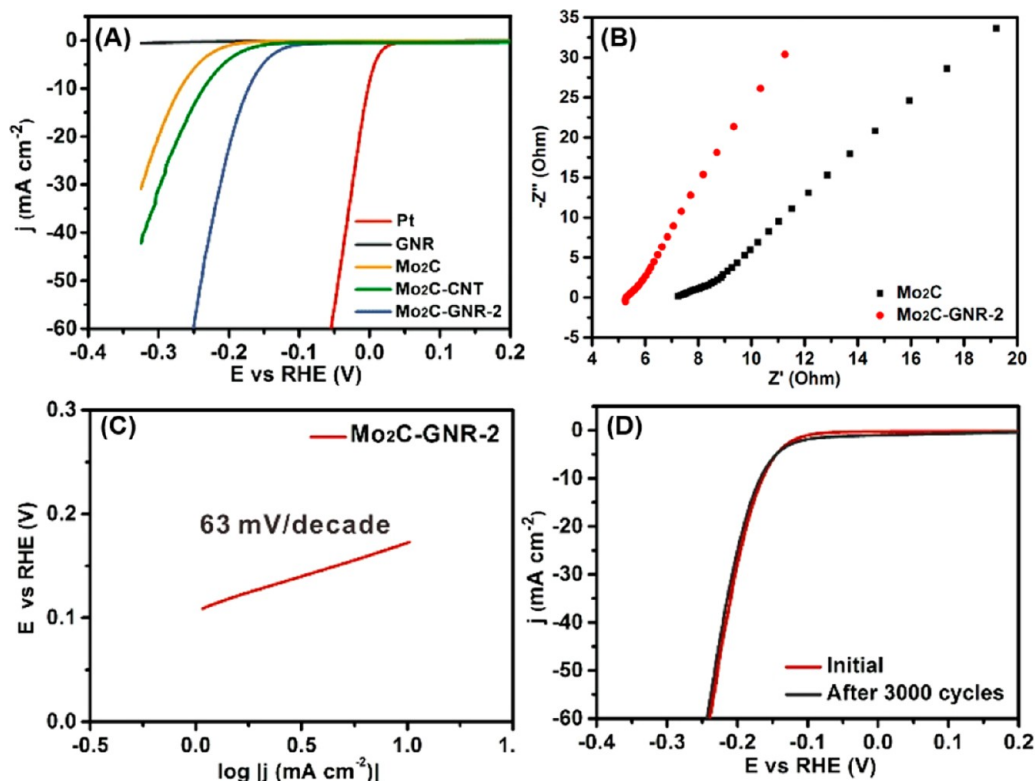 (A)
0
-10
-20
-30
-40
-50
-60
j (mA cm⁻²)
-0.4 -0.3 -0.2 -0.1 0.0 0.1 0.2
E vs RHE (V)
Pt
GNR
Mo₂C
Mo₂C-CNT
Mo₂C-GNR-2
(B)
35
30
25
20
15
10
5
0
-5
-Z'' (Ohm)
4 6 8 10 12 14 16 18 20
Z' (Ohm)
Mo₂C
Mo₂C-GNR-2
(C)
0.3
0.2
0.1
0.0
E vs RHE (V)
Mo₂C-GNR-2
63 mV/decade
-0.5 0.0 0.5 1.0 1.
log |j (mA cm⁻²)|
(D)
0
-10
-20
-30
-40
-50
-60
j (mA cm⁻²)
Initial
After 3000 cycles
-0.4 -0.3 -0.2 -0.1 0.0 0.1 0.2
E vs RHE (V)